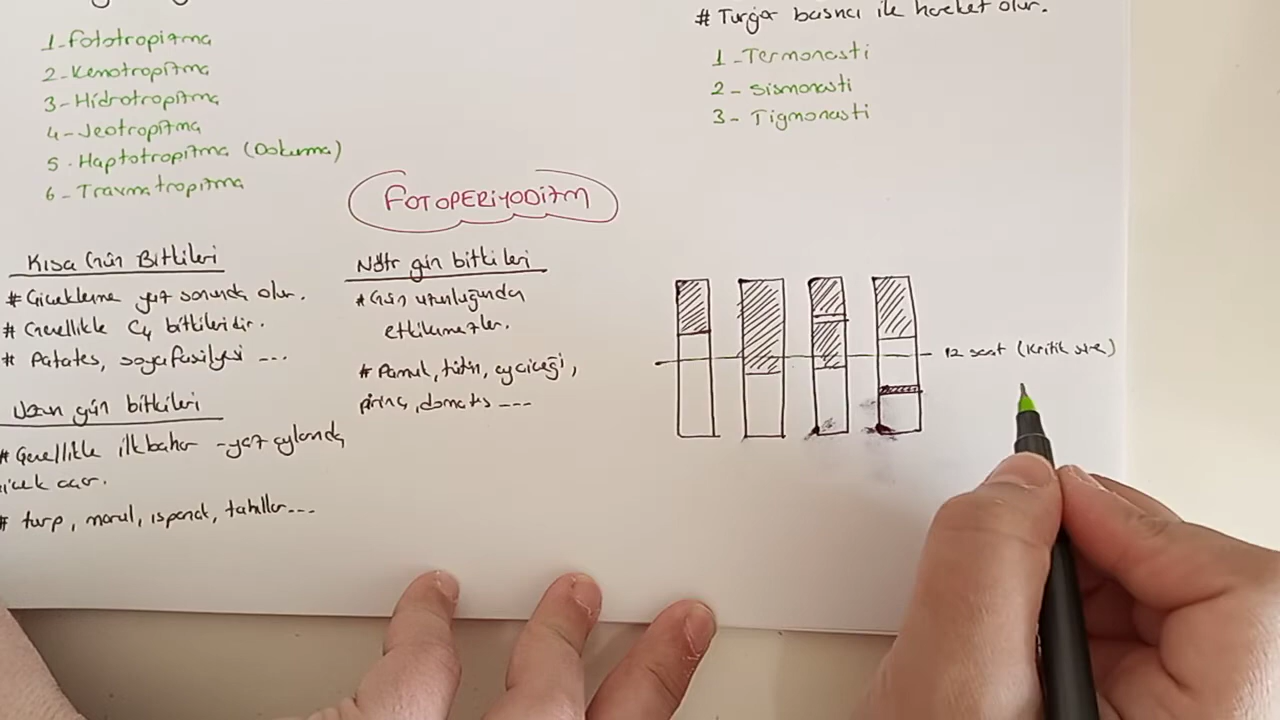 1-Fototropizma
2-Kemotropizma
3-Hidrotropizma
4-Jeotropizma
5-Haptotropizma (Dokunma)
6-Travmatropizma
# Turgor basıncı ile hareket olur.
1-Termonasti
2-Sismonasti
3-Tigmonasti
FOTOPERİYODİZM
Kısa Gün Bitkileri
# Çiçeklenme yaz sonunda olur.
# Genellikle C4 bitkileridir.
# Patates, soya fasulyesi ---
Uzun gün bitkileri
# Genellikle ilkbahar - yaz aylarında
çiçek açar.
# turp, marul, ıspanak, tahıllar---
Nötr gün bitkileri
# Gün uzunluğundan
etkilenmezler.
# Pamuk, tütün, ayçiçeği,
pirinç, domates ---
12 saat (kritik süre)